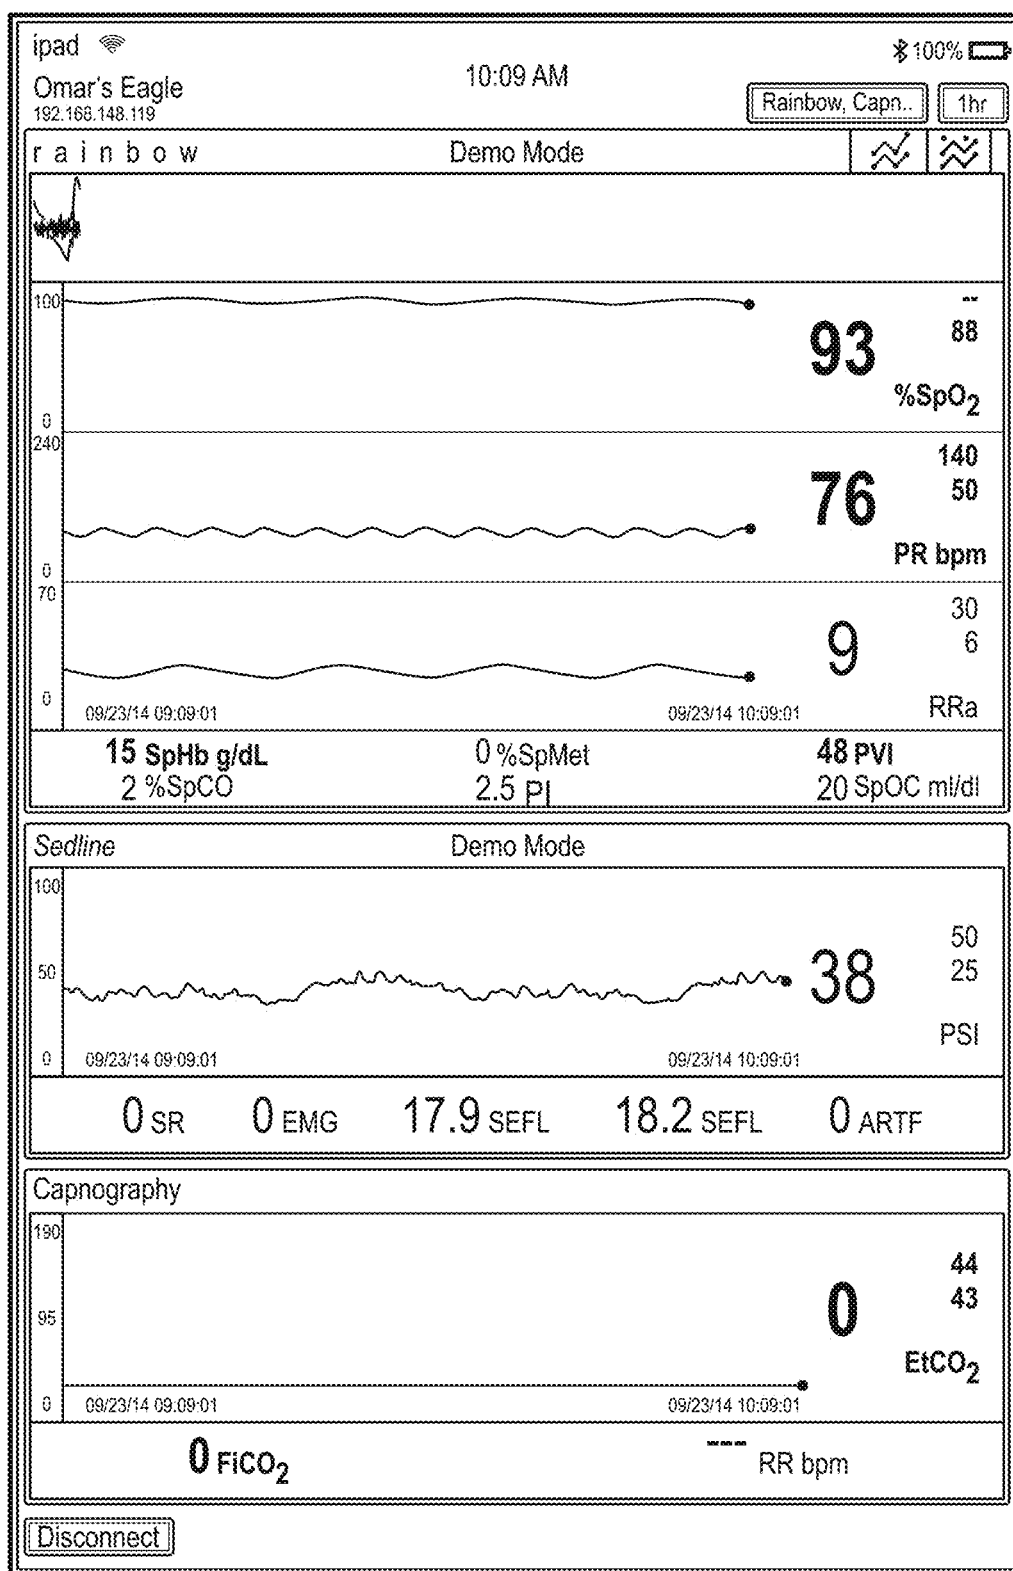 ipad 100%
10:09 AM
Omar's Eagle
192.168.148.119
Rainbow, Capn.. 1hr
rainbow Demo Mode
100 --
93 88
%SpO2
0
240 140
76 50
PR bpm
0
70 30
9 6
0 RRa
09/23/14 09:09:01 09/23/14 10:09:01
15 SpHb g/dL 0 %SpMet 48 PVI
2 %SpCO 2.5 PI 20 SpOC ml/dl
Sedline Demo Mode
100
50
50 38 25
PSI
0 09/23/14 09:09:01 09/23/14 10:09:01
0 SR 0 EMG 17.9 SEFL 18.2 SEFL 0 ARTF
Capnography
190
44
95 0 43
EtCO2
0 09/23/14 09:09:01 09/23/14 10:09:01
0 FiCO2 --- RR bpm
Disconnect